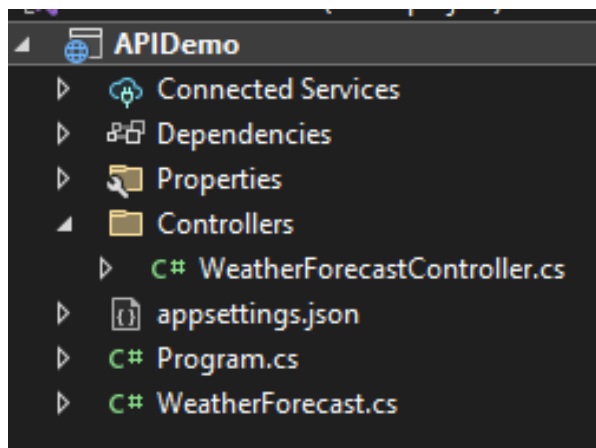 APIDemo
Connected Services
Dependencies
Properties
Controllers
C# WeatherForecastController.cs
appsettings.json
C# Program.cs
C# WeatherForecast.cs